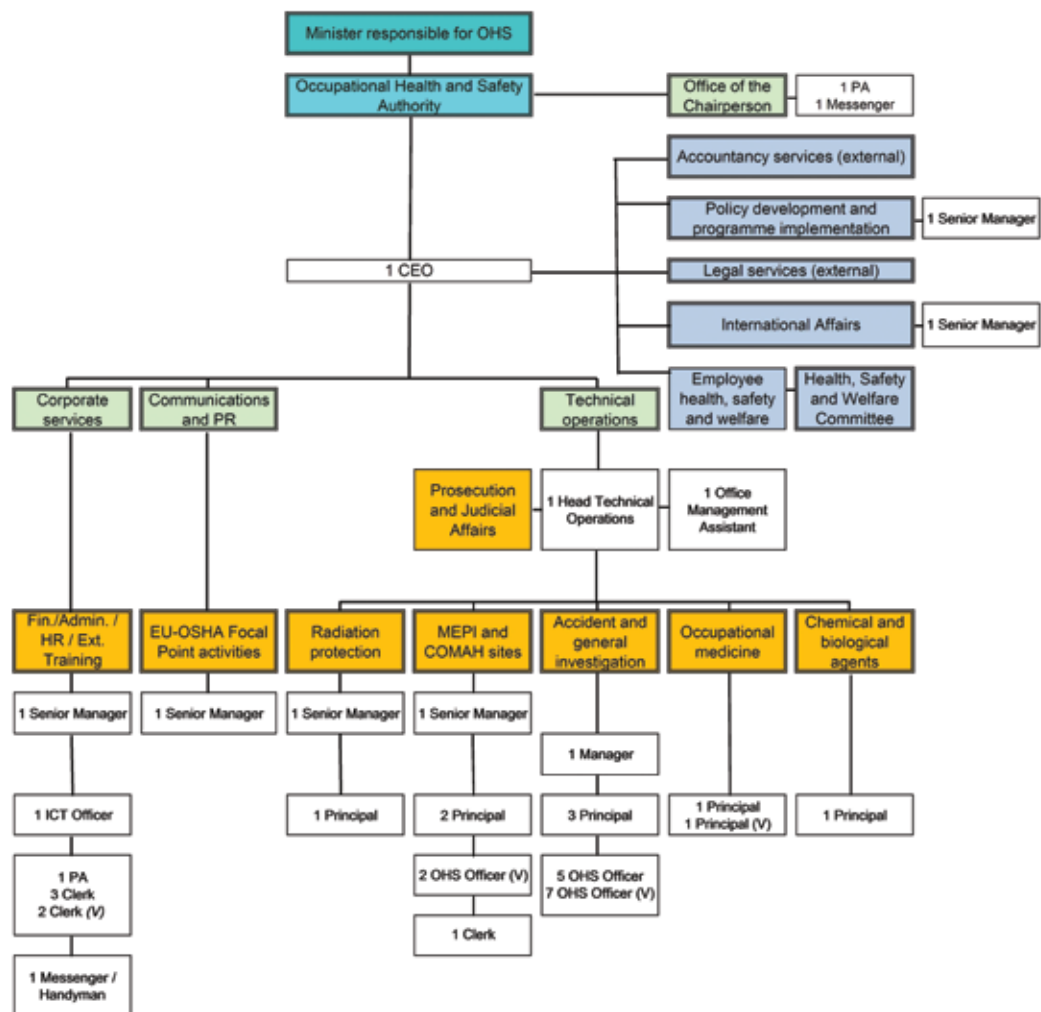 Minister responsible for OHS
Occupational Health and Safety
Authority
Office of the
Chairperson
1 PA
1 Messenger
Accountancy services (external)
Policy development and
programme implementation
1 Senior Manager
1 CEO
Legal services (external)
International Affairs
1 Senior Manager
Corporate
services
Communications
and PR
Technical
operations
Employee
health, safety
and welfare
Health, Safety
and Welfare
Committee
Prosecution
and Judicial
Affairs
1 Head Technical
Operations
1 Office
Management
Assistant
Fin./Admin. /
HR / Ext.
Training
EU-OSHA Focal
Point activities
Radiation
protection
MEPI and
COMAH sites
Accident and
general
investigation
Occupational
medicine
Chemical and
biological
agents
1 Senior Manager
1 Senior Manager
1 Senior Manager
1 Senior Manager
1 Manager
1 ICT Officer
1 Principal
2 Principal
3 Principal
1 Principal
1 Principal (V)
1 Principal
1 PA
3 Clerk
2 Clerk (V)
2 OHS Officer (V)
5 OHS Officer
7 OHS Officer (V)
1 Clerk
1 Messenger /
Handyman